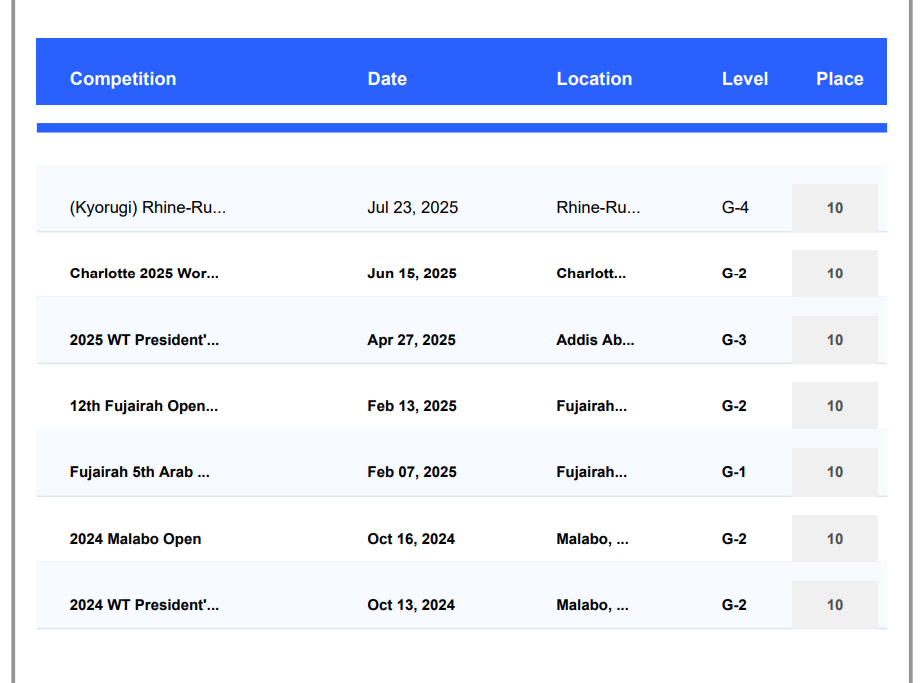 Competition Date Location Level Place
(Kyorugi) Rhine-Ru... Jul 23, 2025 Rhine-Ru... G-4 10
Charlotte 2025 Wor... Jun 15, 2025 Charlott... G-2 10
2025 WT President'... Apr 27, 2025 Addis Ab... G-3 10
12th Fujairah Open... Feb 13, 2025 Fujairah... G-2 10
Fujairah 5th Arab ... Feb 07, 2025 Fujairah... G-1 10
2024 Malabo Open Oct 16, 2024 Malabo, ... G-2 10
2024 WT President'... Oct 13, 2024 Malabo, ... G-2 10